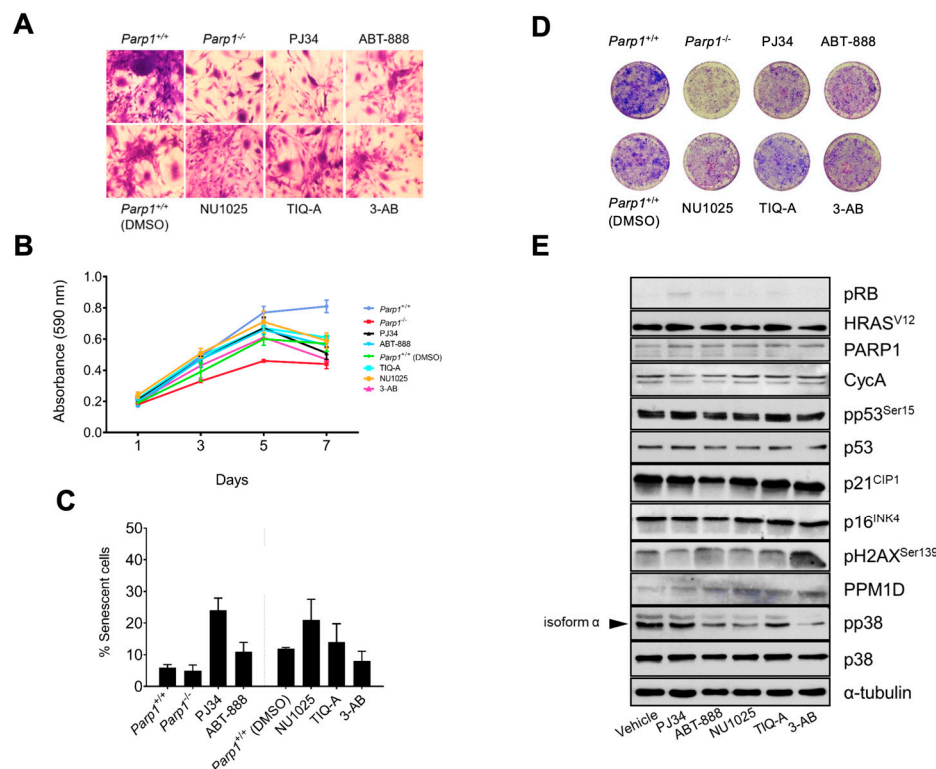 A
Parp1+/+ Parp1-/- PJ34 ABT-888
Parp1+/+
(DMSO) NU1025 TIQ-A 3-AB
B
Absorbance (590 nm)
1.0
0.8
0.6
0.4
0.2
0.0
1 3 5 7
Days
Parp1+/+
Parp1-/-
PJ34
ABT-888
Parp1+/+ (DMSO)
TIQ-A
NU1025
3-AB
C
% Senescent cells
50
40
30
20
10
0
Parp1+/+
Parp1-/-
PJ34
ABT-888
Parp1+/+ (DMSO)
NU1025
TIQ-A
3-AB
D
Parp1+/+ Parp1-/- PJ34 ABT-888
Parp1+/+
(DMSO) NU1025 TIQ-A 3-AB
E
pRB
HRASV12
PARP1
CycA
pp53Ser15
p53
p21CIP1
p16INK4
pH2AXSer139
PPM1D
isoform α
pp38
p38
α-tubulin
Vehicle PJ34 ABT-888 NU1025 TIQ-A 3-AB